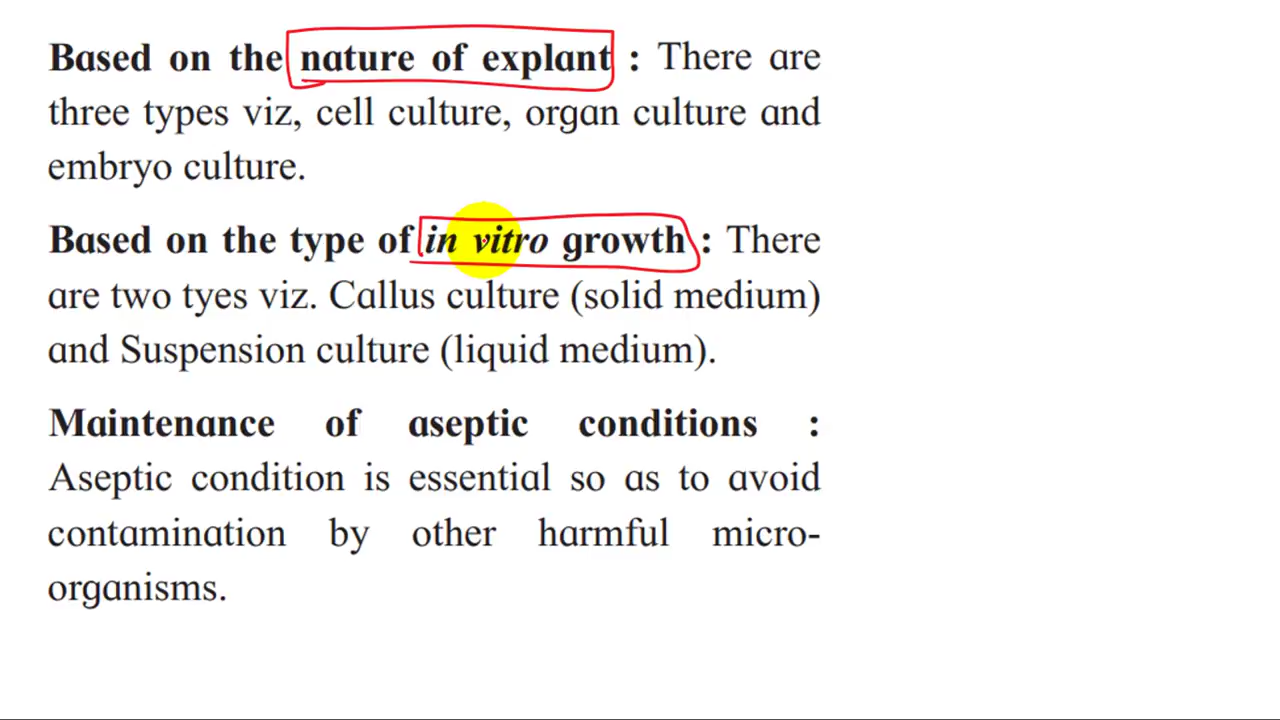 Based on the nature of explant : There are
three types viz, cell culture, organ culture and
embryo culture.
Based on the type of in vitro growth : There
are two tyes viz. Callus culture (solid medium)
and Suspension culture (liquid medium).
Maintenance of aseptic conditions :
Aseptic condition is essential so as to avoid
contamination by other harmful micro-
organisms.